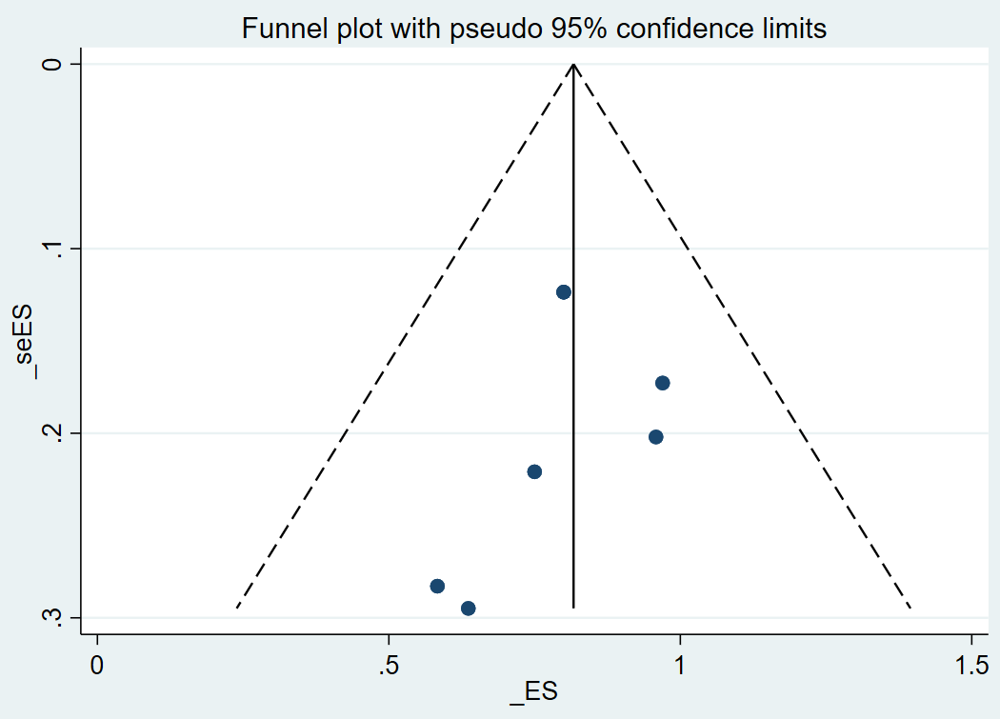 Funnel plot with pseudo 95% confidence limits
0
.1
.2
.3
_seES
0 .5 1 1.5
_ES